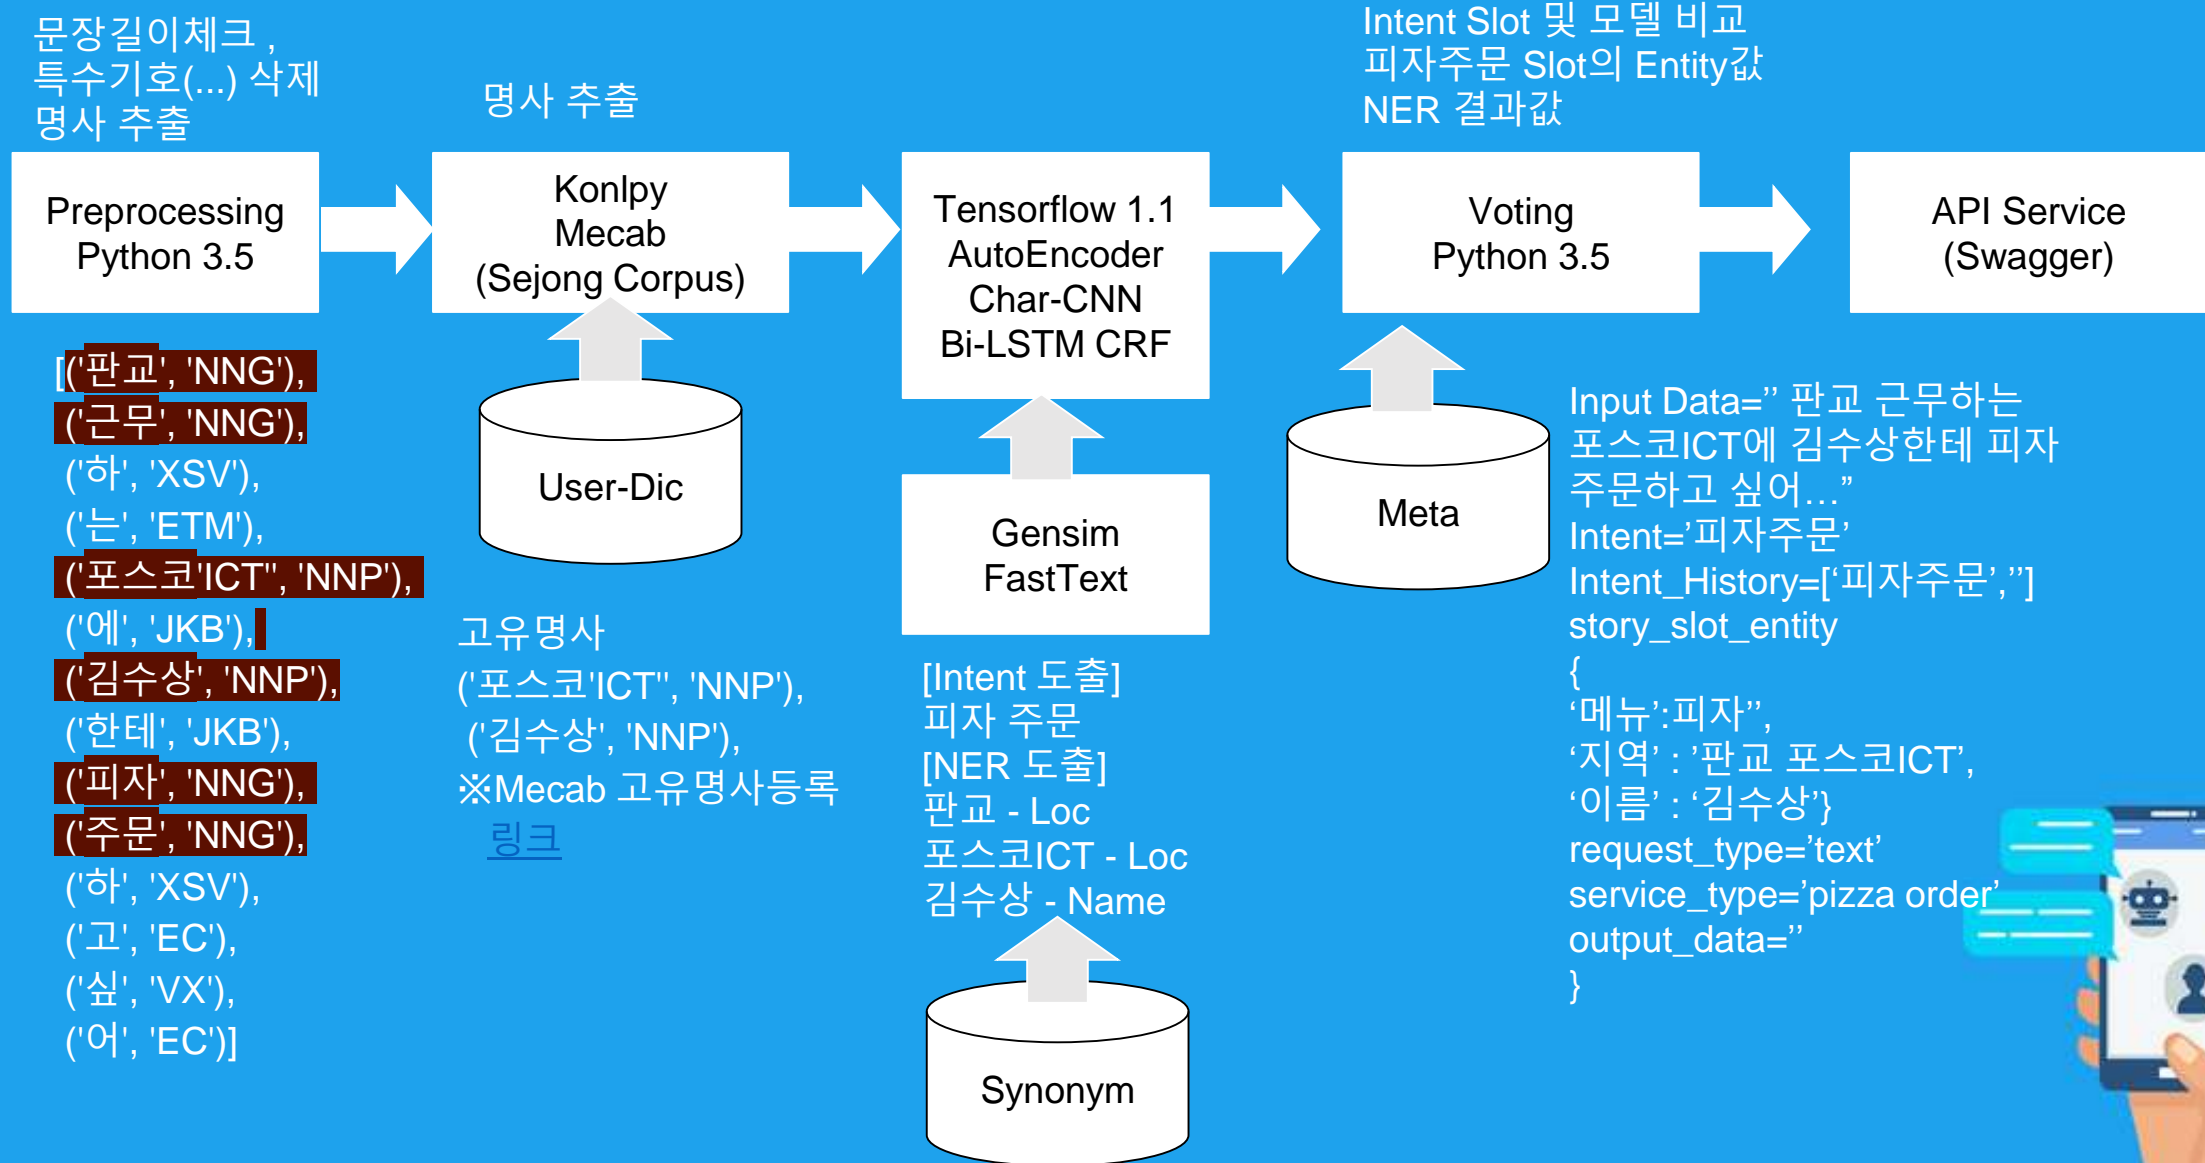 문장길이체크 ,
특수기호(...) 삭제
명사 추출
Preprocessing
Python 3.5
[('판교', 'NNG'),
('근무', 'NNG'),
('하', 'XSV'),
('는', 'ETM'),
('포스코'ICT'', 'NNP'),
('에', 'JKB'),
('김수상', 'NNP'),
('한테', 'JKB'),
('피자', 'NNG'),
('주문', 'NNG'),
('하', 'XSV'),
('고', 'EC'),
('싶', 'VX'),
('어', 'EC')]
명사 추출
Konlpy
Mecab
(Sejong Corpus)
User-Dic
고유명사
('포스코'ICT'', 'NNP'),
('김수상', 'NNP'),
※Mecab 고유명사등록
링크
Tensorflow 1.1
AutoEncoder
Char-CNN
Bi-LSTM CRF
Gensim
FastText
[Intent 도출]
피자 주문
[NER 도출]
판교 - Loc
포스코ICT - Loc
김수상 - Name
Synonym
Intent Slot 및 모델 비교
피자주문 Slot의 Entity값
NER 결과값
Voting
Python 3.5
Meta
Input Data=’’ 판교 근무하는
포스코ICT에 김수상한테 피자
주문하고 싶어…”
Intent=’피자주문’
Intent_History=[‘피자주문’,’’]
story_slot_entity
{
‘메뉴’:피자’’,
‘지역’ : ’판교 포스코ICT’,
‘이름’ : ‘김수상’}
request_type=’text’
service_type=’pizza order’
output_data=’’
}
API Service
(Swagger)